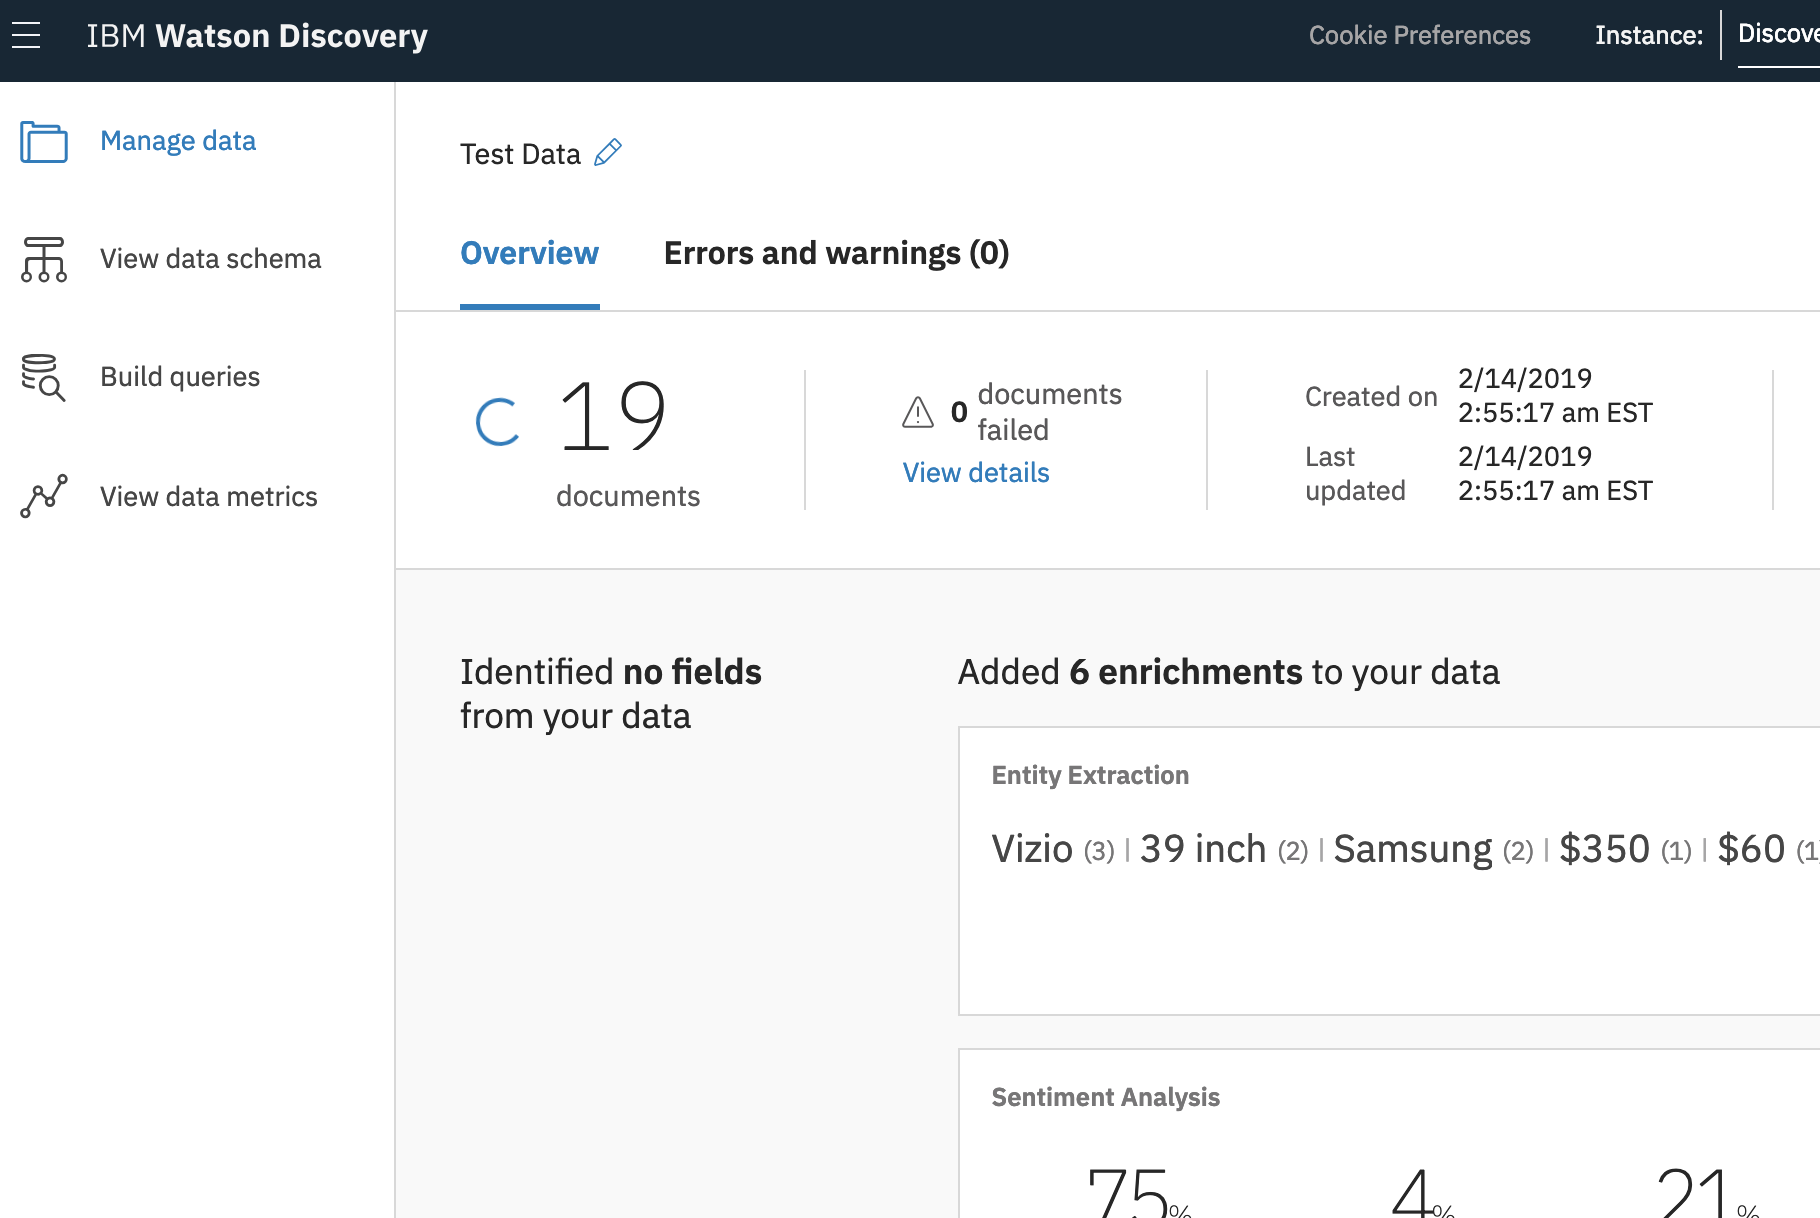 IBM Watson Discovery
Cookie Preferences
Instance:
Manage data
View data schema
Build queries
View data metrics
Test Data
Overview
Errors and warnings (0)
19
documents
0 documents
failed
View details
Created on 2/14/2019
2:55:17 am EST
Last updated 2/14/2019
2:55:17 am EST
Identified no fields
from your data
Added 6 enrichments to your data
Entity Extraction
Vizio (3) | 39 inch (2) | Samsung (2) | $350 (1) | $60 (1
Sentiment Analysis
75% 4% 21%